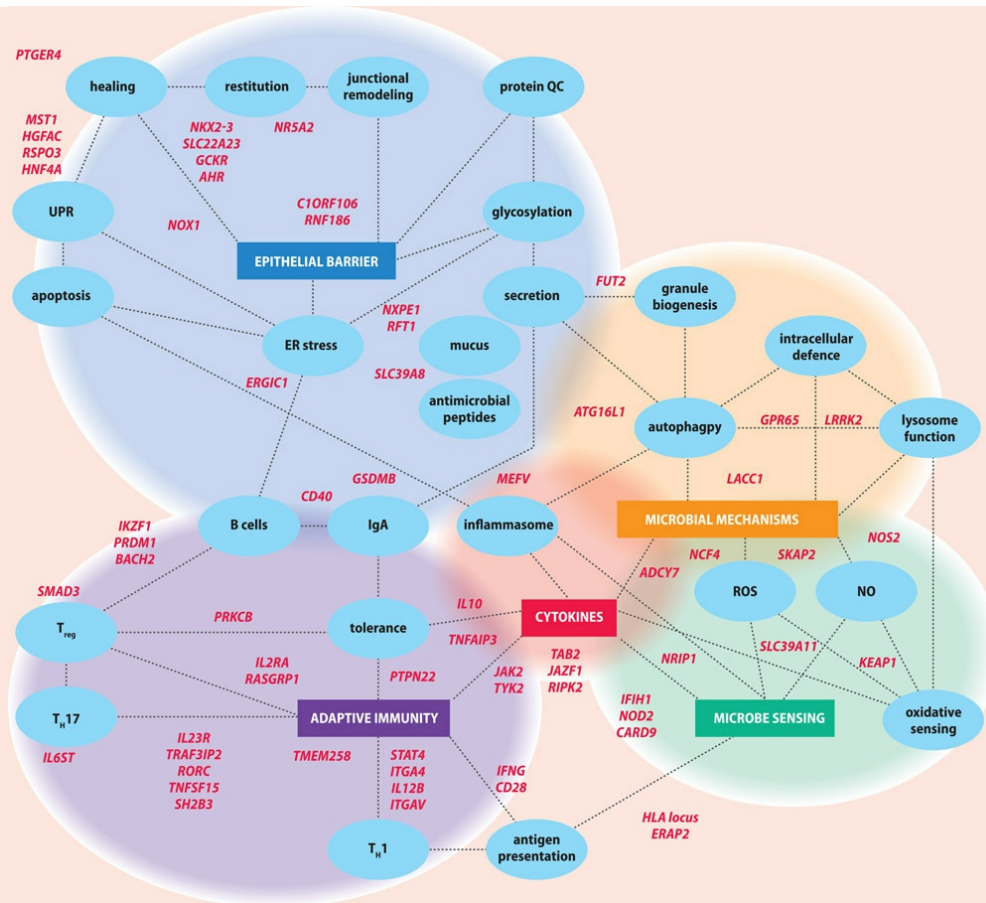 PTGER4
healing
restitution
junctional
remodeling
protein QC
MST1
HGFAC
RSPO3
HNF4A
NKX2-3
SLC22A23
GCKR
AHR
NR5A2
UPR
NOX1
C1ORF106
RNF186
glycosylation
EPITHELIAL BARRIER
apoptosis
secretion
FUT2
granule
biogenesis
NXPE1
RFT1
ER stress
mucus
intracellular
defence
ERGIC1
SLC39A8
antimicrobial
peptides
ATG16L1
autophagpy
GPR65
LRRK2
lysosome
function
GSDMB
MEFV
LACC1
CD40
B cells
IgA
inflammasome
MICROBIAL MECHANISMS
IKZF1
PRDM1
BACH2
NCF4
SKAP2
NOS2
ADCY7
ROS
NO
SMAD3
Treg
PRKCB
tolerance
IL10
CYTOKINES
TNFAIP3
SLC39A11
IL2RA
RASGRP1
PTPN22
JAK2
TYK2
TAB2
JAZF1
RIPK2
NRIP1
KEAP1
TH17
ADAPTIVE IMMUNITY
IFIH1
NOD2
CARD9
MICROBE SENSING
oxidative
sensing
IL6ST
IL23R
TRAF3IP2
RORC
TNFSF15
SH2B3
TMEM258
STAT4
ITGA4
IL12B
ITGAV
IFNG
CD28
HLA locus
ERAP2
TH1
antigen
presentation